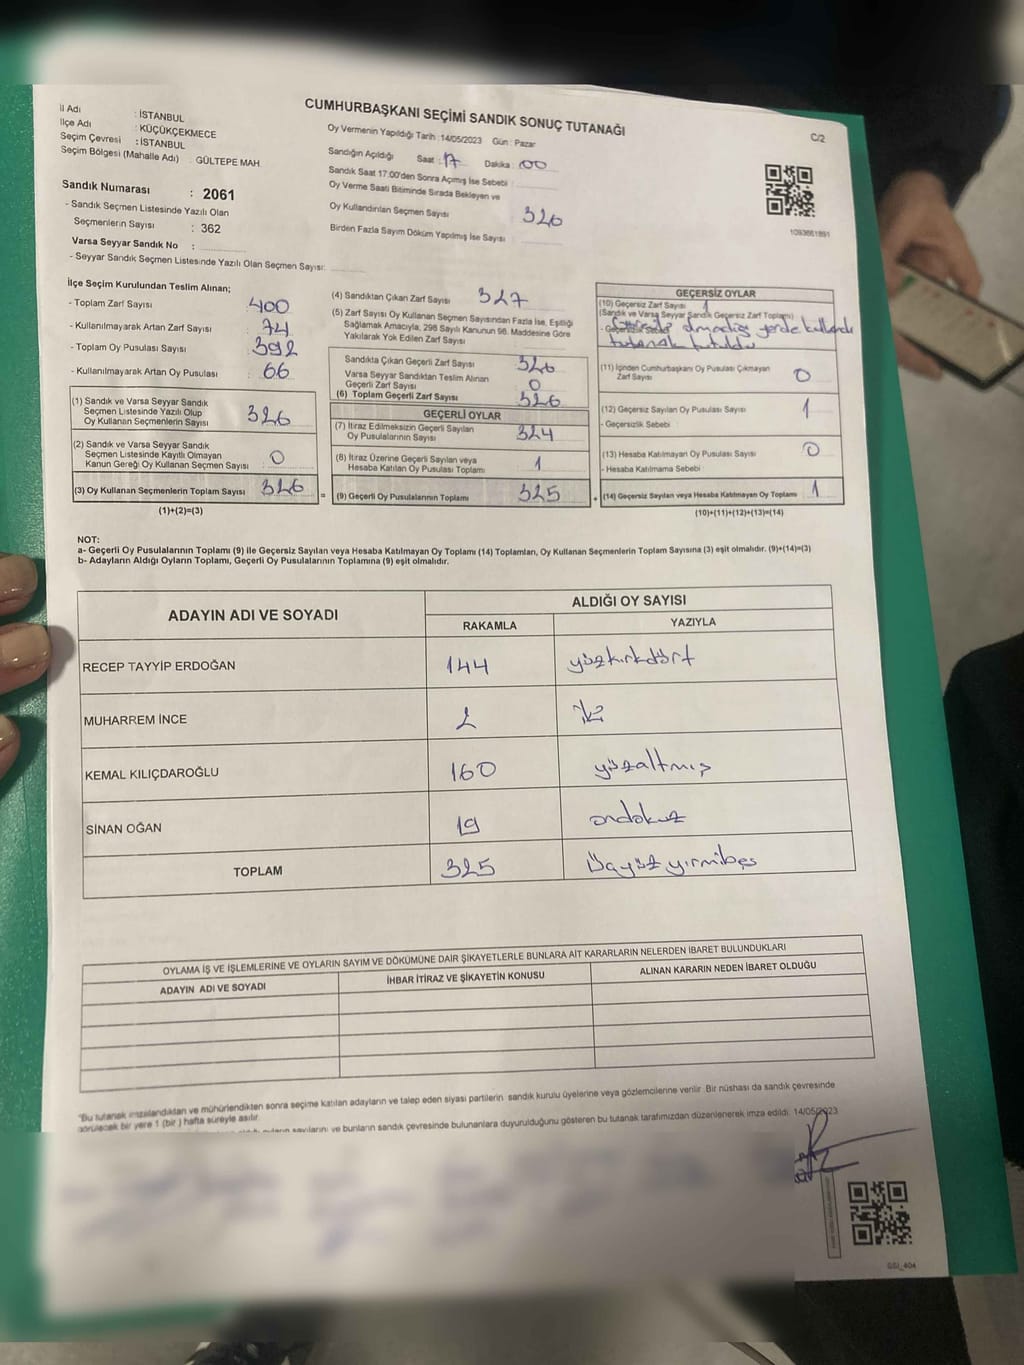 CUMHURBAŞKANI SEÇİMİ SANDIK SONUÇ TUTANAĞI
C/2
İl Adı : İSTANBUL
İlçe Adı : KÜÇÜKÇEKMECE
Seçim Çevresi : İSTANBUL
Seçim Bölgesi (Mahalle Adı) : GÜLTEPE MAH.
Sandık Numarası : 2061
- Sandık Seçmen Listesinde Yazılı Olan
Seçmenlerin Sayısı : 362
Varsa Seyyar Sandık No :
- Seyyar Sandık Seçmen Listesinde Yazılı Olan Seçmen Sayısı:
Oy Vermenin Yapıldığı Tarih :14/05/2023 Gün : Pazar
Sandığın Açıldığı Saat : 17 Dakika : 00
Sandık Saat 17:00'den Sonra Açmış İse Sebebi :
Oy Verme Saati Bitiminde Sırada Bekleyen ve
Oy Kullandırılan Seçmen Sayısı 326
Birden Fazla Sayım Döküm Yapılmış İse Sayısı
1093661891
İlçe Seçim Kurulundan Teslim Alınan;
- Toplam Zarf Sayısı 400
- Kullanılmayarak Artan Zarf Sayısı 74
- Toplam Oy Pusulası Sayısı 392
- Kullanılmayarak Artan Oy Pusulası 66
(1) Sandık ve Varsa Seyyar Sandık
Seçmen Listesinde Yazılı Olup
Oy Kullanan Seçmenlerin Sayısı 326
(2) Sandık ve Varsa Seyyar Sandık
Seçmen Listesinde Kayıtlı Olmayan
Kanun Gereği Oy Kullanan Seçmen Sayısı 0
(3) Oy Kullanan Seçmenlerin Toplam Sayısı 326
(1)+(2)=(3)
(4) Sandıktan Çıkan Zarf Sayısı 327
(5) Zarf Sayısı Oy Kullanan Seçmen Sayısından Fazla İse, Eşitliği
Sağlamak Amacıyla, 298 Sayılı Kanunun 98. Maddesine Göre
Yakılarak Yok Edilen Zarf Sayısı
Sandıkta Çıkan Geçerli Zarf Sayısı 326
Varsa Seyyar Sandıktan Teslim Alınan
Geçerli Zarf Sayısı 0
(6) Toplam Geçerli Zarf Sayısı 326
GEÇERLİ OYLAR
(7) İtiraz Edilmeksizin Geçerli Sayılan
Oy Pusulalarının Sayısı 324
(8) İtiraz Üzerine Geçerli Sayılan veya
Hesaba Katılan Oy Pusulası Toplamı 1
= (9) Geçerli Oy Pusulalarının Toplamı 325
GEÇERSİZ OYLAR
(10) Geçersiz Zarf Sayısı 1
(Sandık ve Varsa Seyyar Sandık Geçersiz Zarf Toplamı)
- Geçersizlik Sebebi olmadığı yerde kullandı
tutanak tutuldu
(11) İçinden Cumhurbaşkanı Oy Pusulası Çıkmayan
Zarf Sayısı 0
(12) Geçersiz Sayılan Oy Pusulası Sayısı 1
- Geçersizlik Sebebi
(13) Hesaba Katılmayan Oy Pusulası Sayısı 0
- Hesaba Katılmama Sebebi
+ (14) Geçersiz Sayılan veya Hesaba Katılmayan Oy Toplamı 1
(10)+(11)+(12)+(13)=(14)
NOT:
a- Geçerli Oy Pusulalarının Toplamı (9) ile Geçersiz Sayılan veya Hesaba Katılmayan Oy Toplamı (14) Toplamları, Oy Kullanan Seçmenlerin Toplam Sayısına (3) eşit olmalıdır. (9)+(14)=(3)
b- Adayların Aldığı Oyların Toplamı, Geçerli Oy Pusulalarının Toplamına (9) eşit olmalıdır.
ADAYIN ADI VE SOYADI ALDIĞI OY SAYISI
RAKAMLA YAZIYLA
RECEP TAYYİP ERDOĞAN 144 yüzkırkdört
MUHARREM İNCE 2 iki
KEMAL KILIÇDAROĞLU 160 yüzaltmış
SİNAN OĞAN 19 ondokuz
TOPLAM 325 üçyüzyirmibeş
OYLAMA İŞ VE İŞLEMLERİNE VE OYLARIN SAYIM VE DÖKÜMÜNE DAİR ŞİKAYETLERLE BUNLARA AİT KARARLARIN NELERDEN İBARET BULUNDUKLARI
ADAYIN ADI VE SOYADI İHBAR İTİRAZ VE ŞİKAYETİN KONUSU ALINAN KARARIN NEDEN İBARET OLDUĞU
*Bu tutanak imzalandıktan ve mühürlendikten sonra seçime katılan adayların ve talep eden siyasi partilerin sandık kurulu üyelerine veya gözlemcilerine verilir. Bir nüshası da sandık çevresinde
görülecek bir yere 1 (bir) hafta süreyle asılır.
sayılarını ve bunların sandık çevresinde bulunanlara duyurulduğunu gösteren bu tutanak tarafımızdan düzenlenerek imza edildi. 14/05/2023
GSI_404